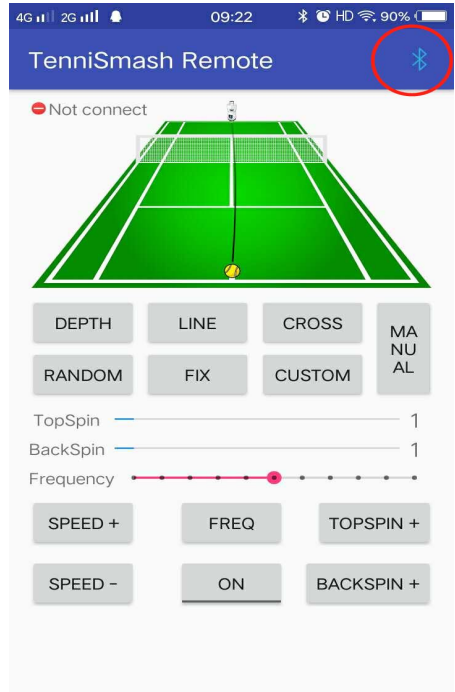 4G 2G 09:22 HD 90%
TenniSmash Remote
Not connect
DEPTH LINE CROSS
MA
NU
AL
RANDOM FIX CUSTOM
TopSpin 1
BackSpin 1
Frequency
SPEED + FREQ TOPSPIN +
SPEED - ON BACKSPIN +